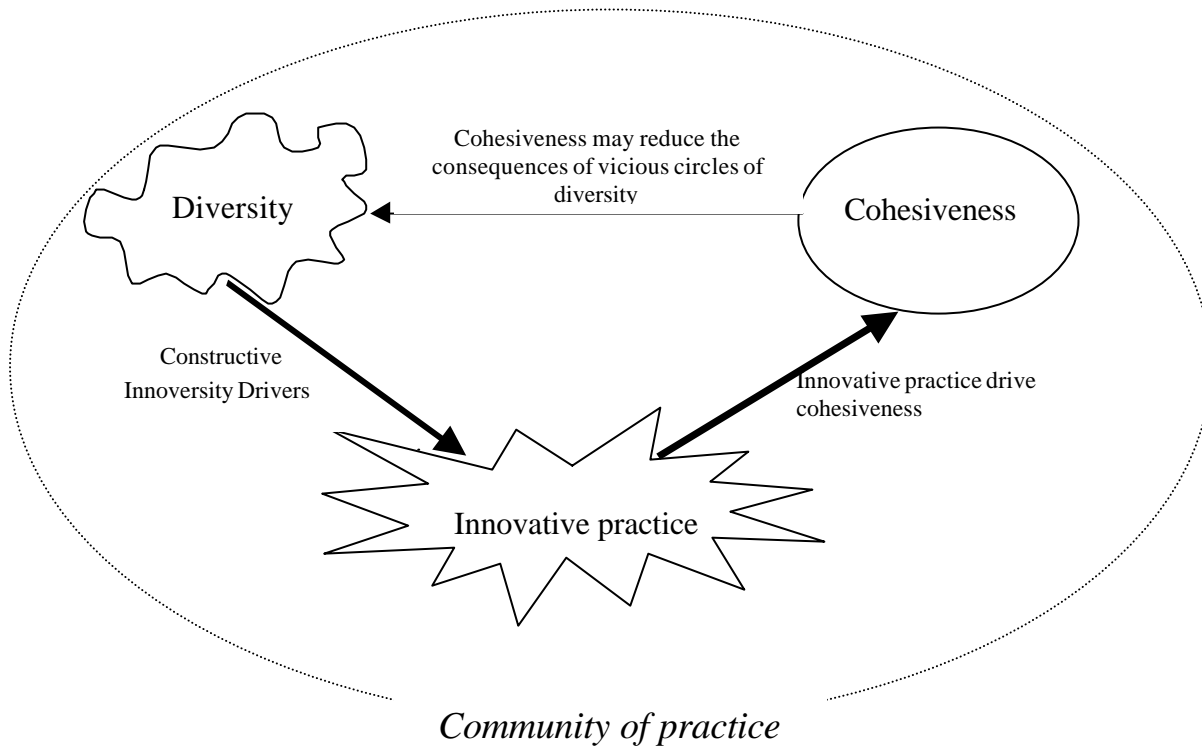 Cohesiveness may reduce the
consequences of vicious circles of
diversity
Diversity
Cohesiveness
Constructive
Innoversity Drivers
Innovative practice drive
cohesiveness
Innovative practice
Community of practice